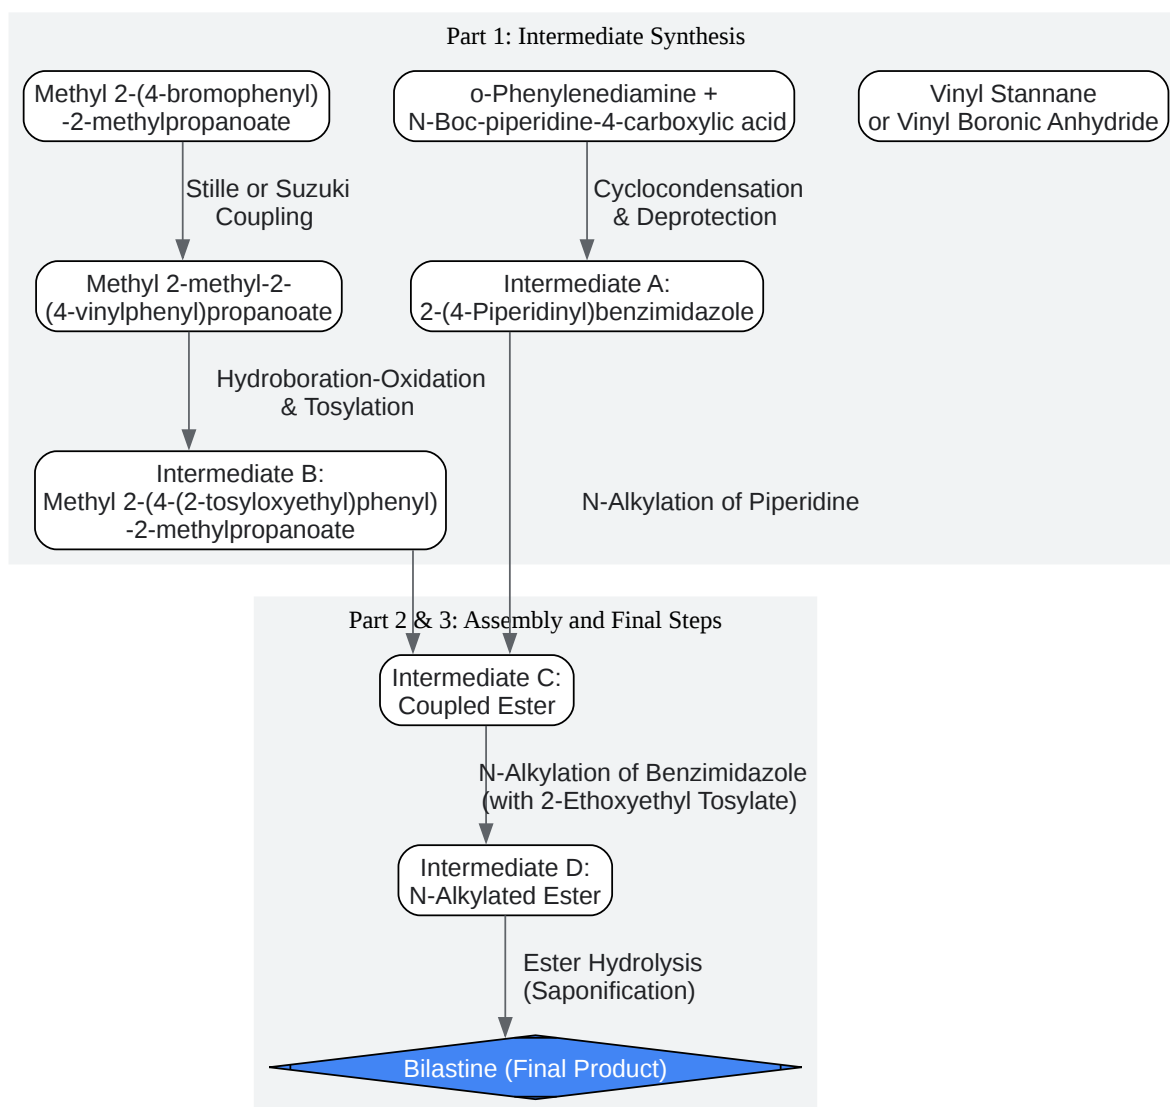 Part 1: Intermediate Synthesis
Methyl 2-(4-bromophenyl)
-2-methylpropanoate
o-Phenylenediamine +
N-Boc-piperidine-4-carboxylic acid
Vinyl Stannane
or Vinyl Boronic Anhydride
Stille or Suzuki
Coupling
Cyclocondensation
& Deprotection
Methyl 2-methyl-2-
(4-vinylphenyl)propanoate
Intermediate A:
2-(4-Piperidinyl)benzimidazole
Hydroboration-Oxidation
& Tosylation
Intermediate B:
Methyl 2-(4-(2-tosyloxyethyl)phenyl)
-2-methylpropanoate
N-Alkylation of Piperidine
Part 2 & 3: Assembly and Final Steps
Intermediate C:
Coupled Ester
N-Alkylation of Benzimidazole
(with 2-Ethoxyethyl Tosylate)
Intermediate D:
N-Alkylated Ester
Ester Hydrolysis
(Saponification)
Bilastine (Final Product)